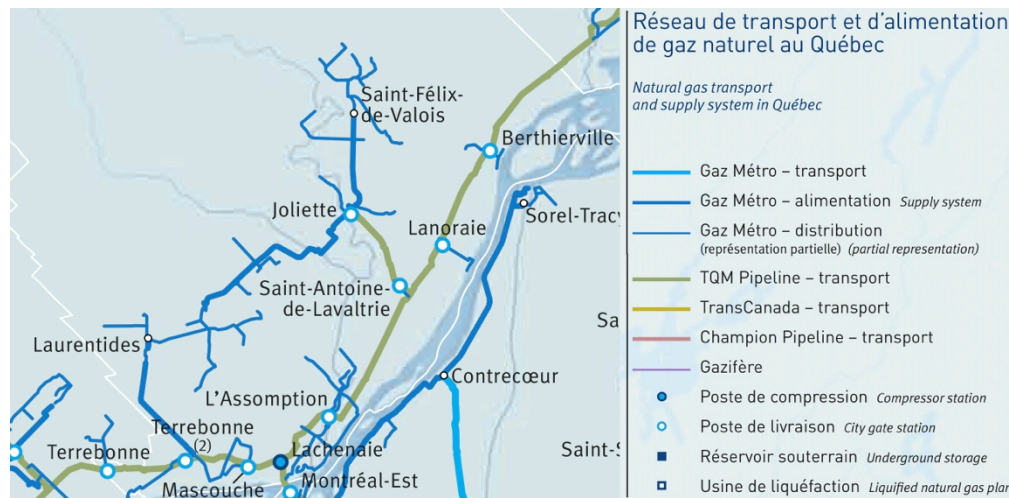 Réseau de transport et d'alimentation
de gaz naturel au Québec
Natural gas transport
and supply system in Québec
Gaz Métro – transport
Gaz Métro – alimentation Supply system
Gaz Métro – distribution
(représentation partielle) (partial representation)
TQM Pipeline – transport
TransCanada – transport
Champion Pipeline – transport
Gazifère
Poste de compression Compressor station
Poste de livraison City gate station
Réservoir souterrain Underground storage
Usine de liquéfaction Liquified natural gas plan
Saint-Félix-
de-Valois
Berthierville
Joliette
Lanoraie
Sorel-Tracy
Saint-Antoine-
de-Lavaltrie
Sa
Laurentides
Contrecœur
L'Assomption
Terrebonne
(2)
Terrebonne
Lachenaie
Saint-S
Mascouche
Montréal-Est